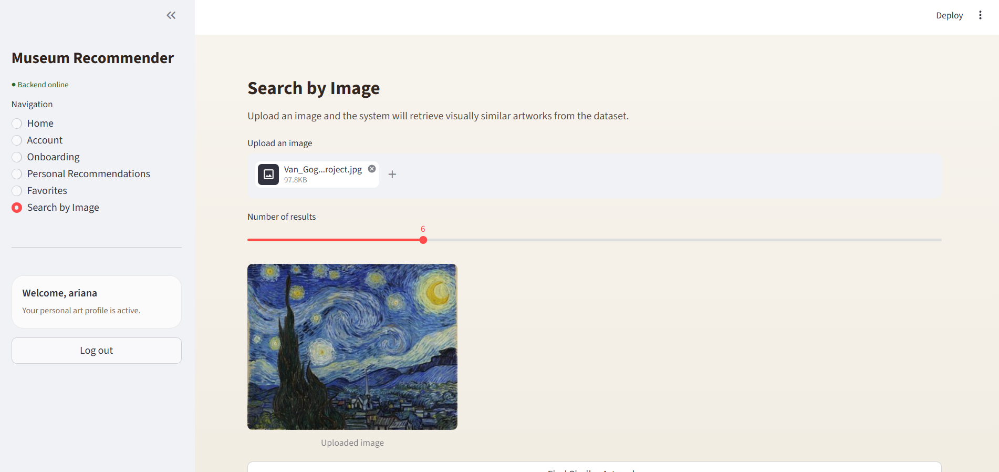 Deploy
Museum Recommender
Backend online
Navigation
Home
Account
Onboarding
Personal Recommendations
Favorites
Search by Image
Welcome, ariana
Your personal art profile is active.
Log out
Search by Image
Upload an image and the system will retrieve visually similar artworks from the dataset.
Upload an image
Van_Gog...roject.jpg
97.8KB
Number of results
6
Uploaded image